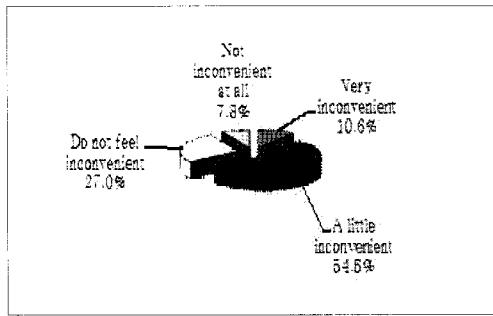 Not
inconvenient
at all
7.8%
Very
inconvenient
10.6%
Do not feel
inconvenient
27.0%
A little
inconvenient
54.6%